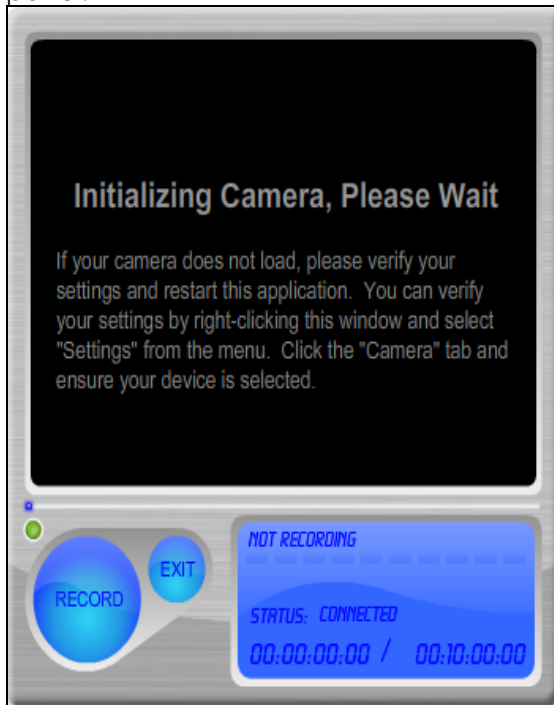 Initializing Camera, Please Wait
If your camera does not load, please verify your
settings and restart this application.  You can verify
your settings by right-clicking this window and select
"Settings" from the menu.  Click the "Camera" tab and
ensure your device is selected.
NOT RECORDING
EXIT
RECORD
STATUS: CONNECTED
00:00:00:00 / 00:10:00:00